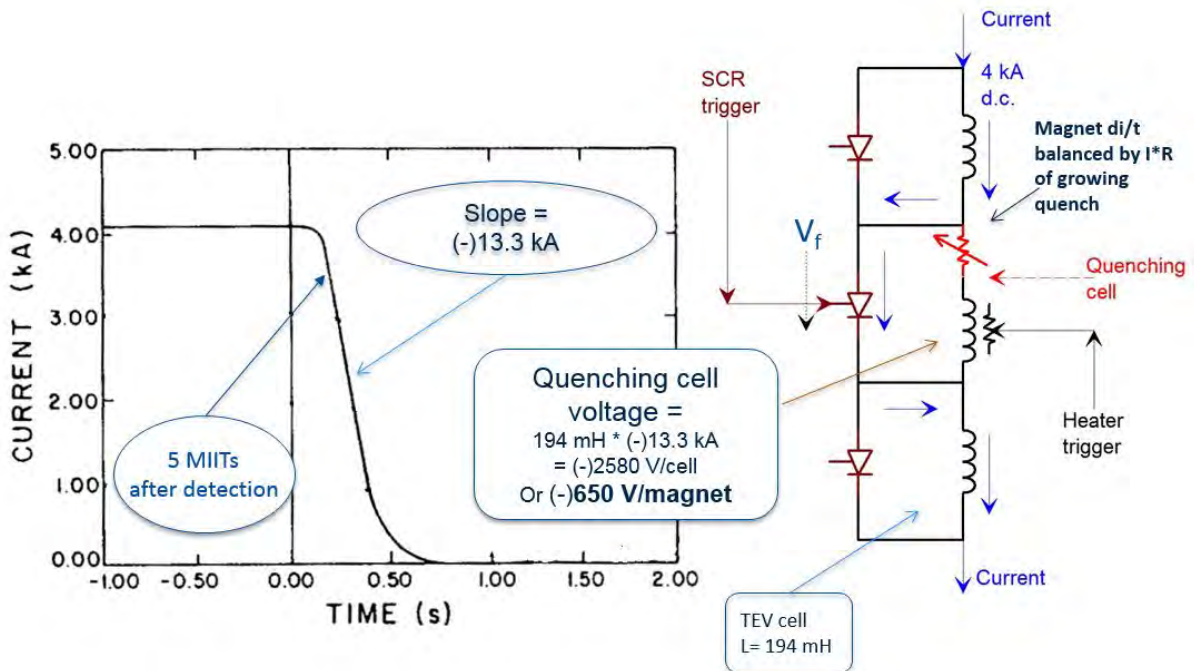 5.00
4.00
3.00
2.00
1.00
0.00
-1.00
-0.50
0.00
0.50
1.00
1.50
2.00
CURRENT (kA)
TIME (s)
Slope =
(-)13.3 kA
5 MIITs
after detection
Quenching cell
voltage =
194 mH * (-)13.3 kA
= (-)2580 V/cell
Or (-)650 V/magnet
SCR
trigger
Current
4 kA
d.c.
Magnet di/t
balanced by I*R
of growing
quench
Vf
Quenching
cell
Heater
trigger
TEV cell
L= 194 mH
Current